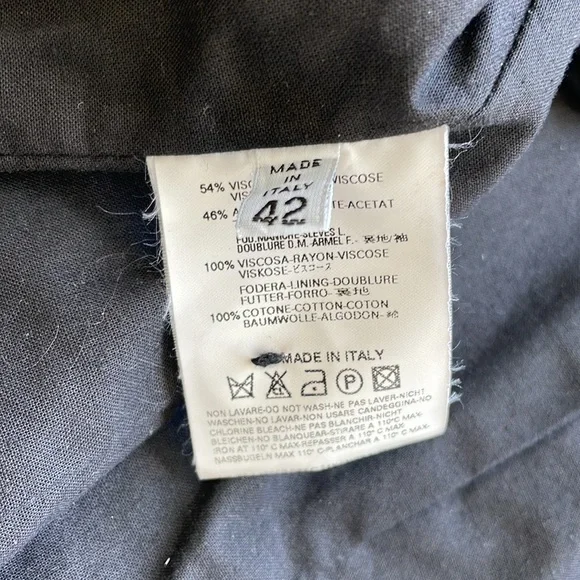 MADE
IN
ITALY
42
54% VISC VISCOSE
VISC
46% A TE-ACETAT
FOD.MANICHE-SLEVES L.
DOUBLURE D.M.-ARMEL F.- 裏地 袖
100% VISCOSA-RAYON-VISCOSE
VISKOSE-ビスコース
FODERA-LINING-DOUBLURE
FUTTER-FORRO- 裏地
100% COTONE-COTTON-COTON
BAUMWOLLE-ALGODON- 綿
MADE IN ITALY
P
NON LAVARE-DO NOT WASH-NE PAS LAVER-NICHT
WASCHEN-NO LAVAR-NON USARE CANDEGGINA-NO
CHLORINE BLEACH-NE PAS BLANCHIR-NICHT
BLEICHEN-NO BLANQUEAR-STIRARE A 110°C MAX-
IRON AT 110° C MAX-REPASSER A 110° C MAX-
NASSBUGELN MAX 110° C/PLANCHAR A 110° C MAX